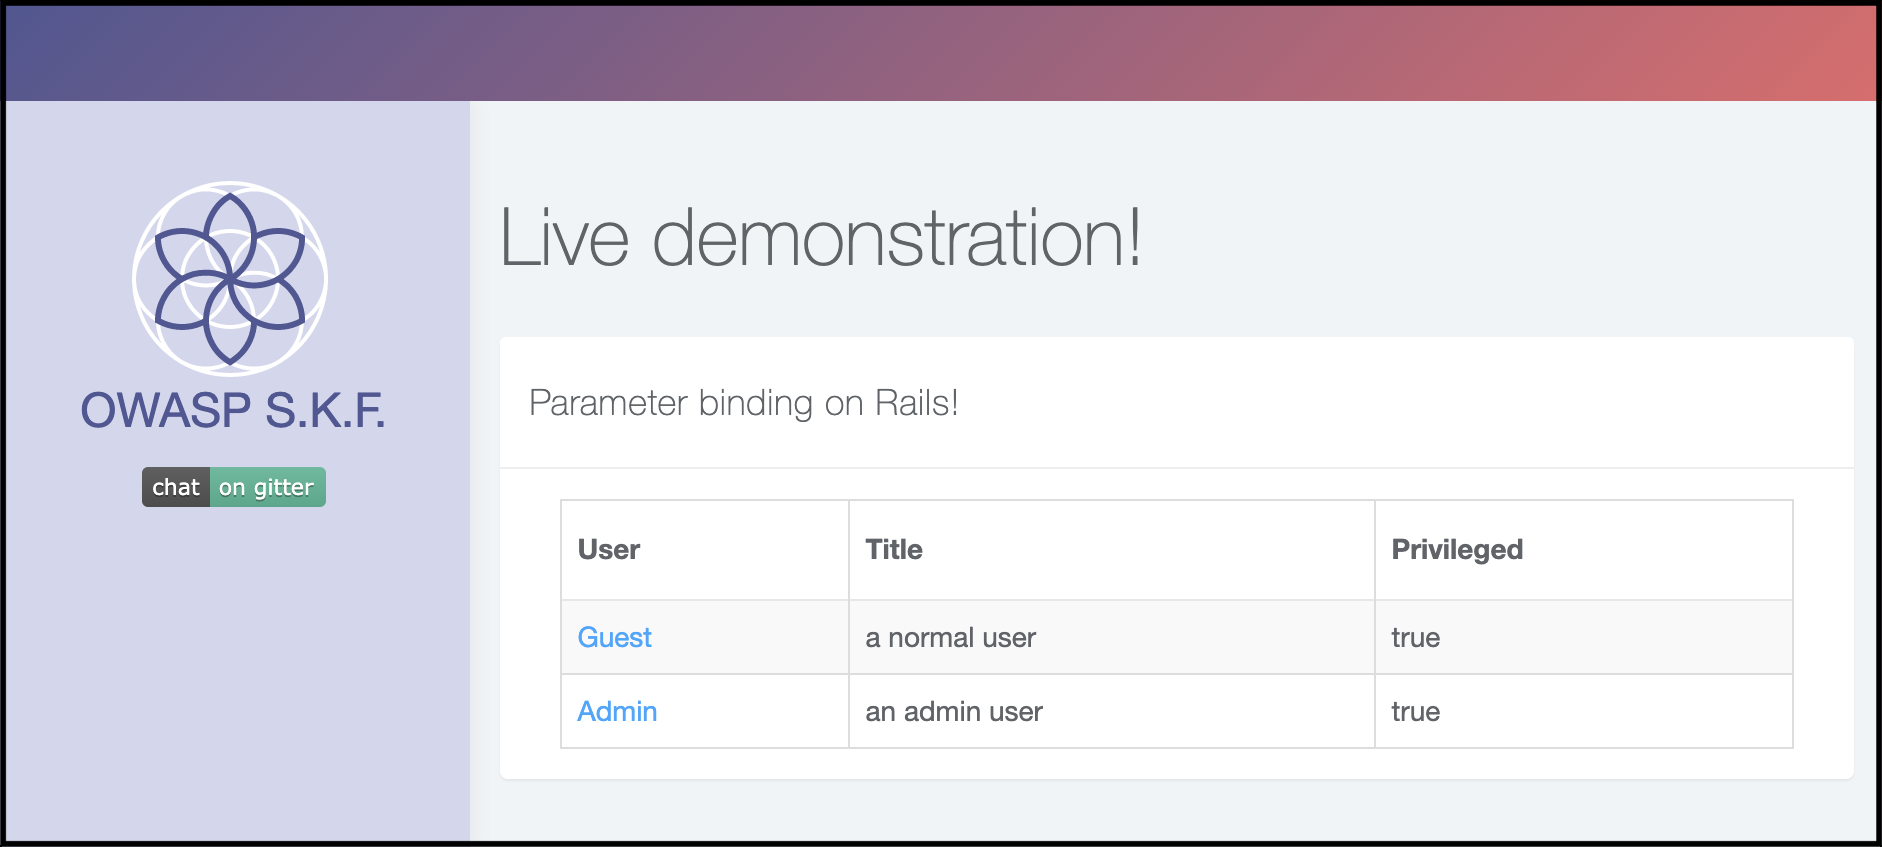 OWASP S.K.F.
chat on gitter
Live demonstration!
Parameter binding on Rails!
User Title Privileged
Guest a normal user true
Admin an admin user true